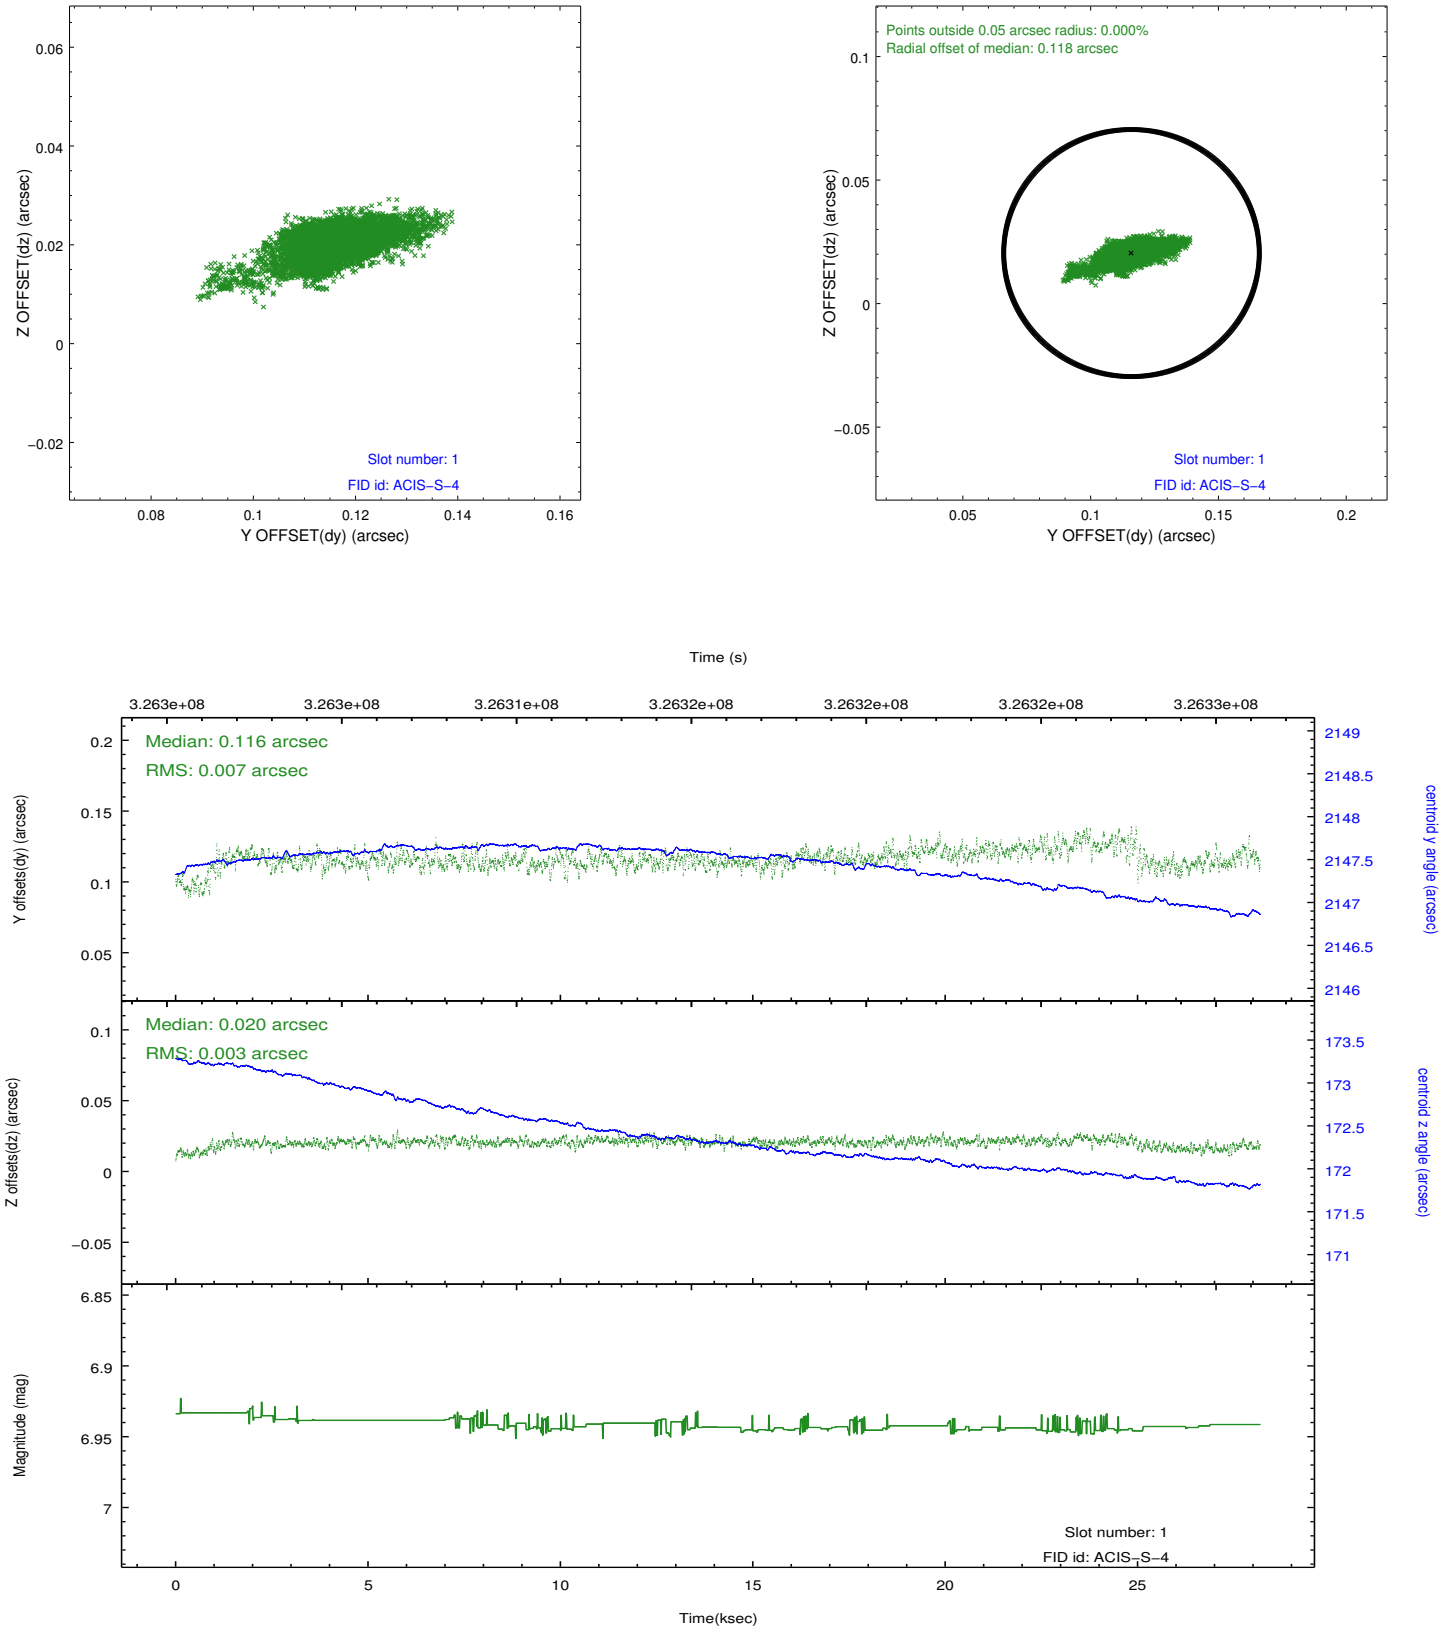 0.06
0.04
0.02
0
−0.02
Z OFFSET(dz) (arcsec)
Slot number: 1
FID id: ACIS−S−4
0.08
0.1
0.12
0.14
0.16
Y OFFSET(dy) (arcsec)
Points outside 0.05 arcsec radius: 0.000%
Radial offset of median: 0.118 arcsec
0.1
0.05
0
−0.05
Z OFFSET(dz) (arcsec)
Slot number: 1
FID id: ACIS−S−4
0.05
0.1
0.15
0.2
Y OFFSET(dy) (arcsec)
Time (s)
3.263e+08
3.263e+08
3.2631e+08
3.2632e+08
3.2632e+08
3.2632e+08
3.2633e+08
Median: 0.116 arcsec
RMS: 0.007 arcsec
0.2
0.15
0.1
0.05
Y offsets(dy) (arcsec)
2149
2148.5
2148
2147.5
2147
2146.5
2146
centroid y angle (arcsec)
Median: 0.020 arcsec
RMS: 0.003 arcsec
0.1
0.05
0
−0.05
Z offsets(dz) (arcsec)
173.5
173
172.5
172
171.5
171
centroid z angle (arcsec)
6.85
6.9
6.95
7
Magnitude (mag)
Slot number: 1
FID id: ACIS−S−4
0
5
10
15
20
25
Time(ksec)